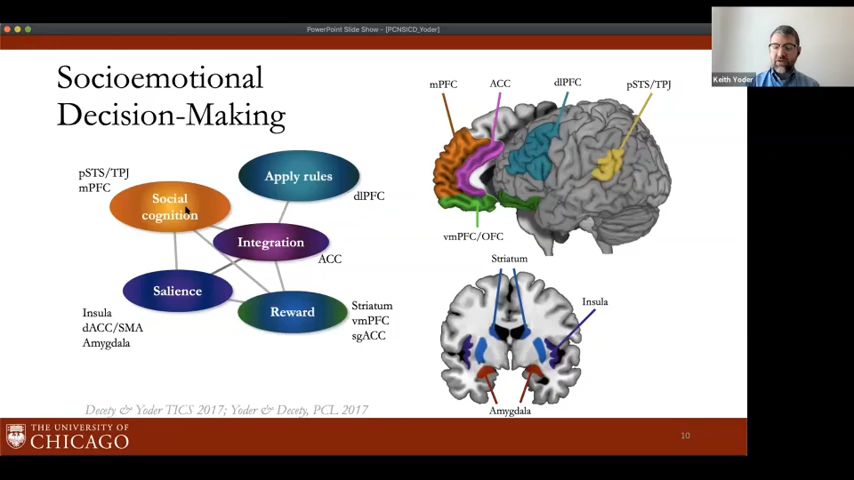 PowerPoint Slide Show - [PCNSICD_Yoder]
Keith Yoder
Socioemotional
Decision-Making
pSTS/TPJ
mPFC
Social
cognition
Apply rules
dlPFC
Integration
ACC
Salience
Insula
dACC/SMA
Amygdala
Reward
Striatum
vmPFC
sgACC
mPFC
ACC
dlPFC
pSTS/TPJ
vmPFC/OFC
Striatum
Insula
Amygdala
Decety & Yoder TICS 2017; Yoder & Decety, PCL 2017
THE UNIVERSITY OF
CHICAGO
10